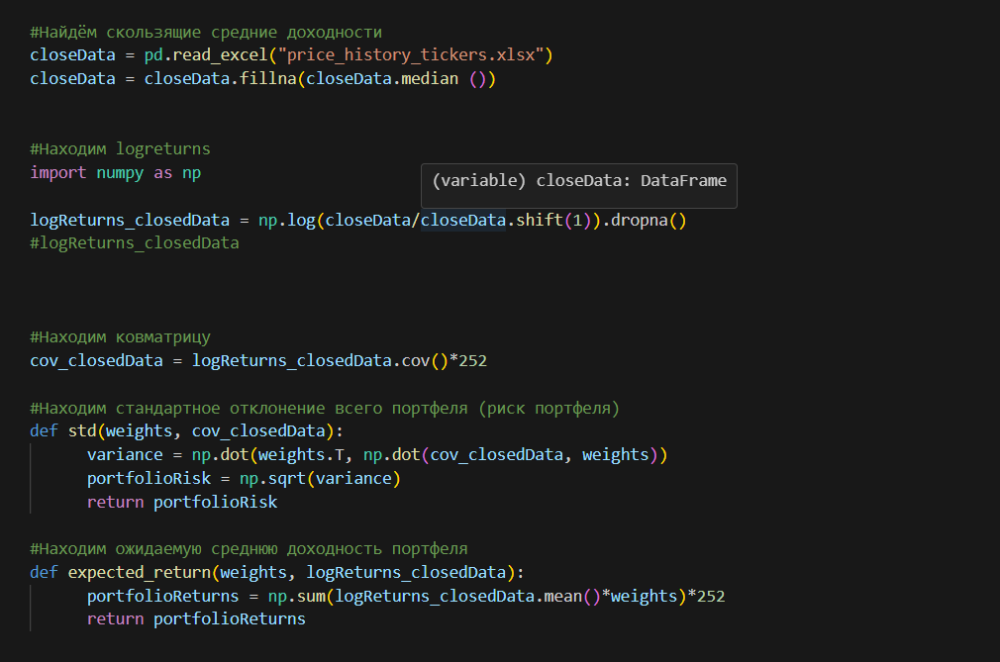 #Найдём скользящие средние доходности
closeData = pd.read_excel("price_history_tickers.xlsx")
closeData = closeData.fillna(closeData.median ())
#Находим logreturns
import numpy as np
(variable) closeData: DataFrame
logReturns_closedData = np.log(closeData/closeData.shift(1)).dropna()
#logReturns_closedData
#Находим ковматрицу
cov_closedData = logReturns_closedData.cov()*252
#Находим стандартное отклонение всего портфеля (риск портфеля)
def std(weights, cov_closedData):
variance = np.dot(weights.T, np.dot(cov_closedData, weights))
portfolioRisk = np.sqrt(variance)
return portfolioRisk
#Находим ожидаемую среднюю доходность портфеля
def expected_return(weights, logReturns_closedData):
portfolioReturns = np.sum(logReturns_closedData.mean()*weights)*252
return portfolioReturns